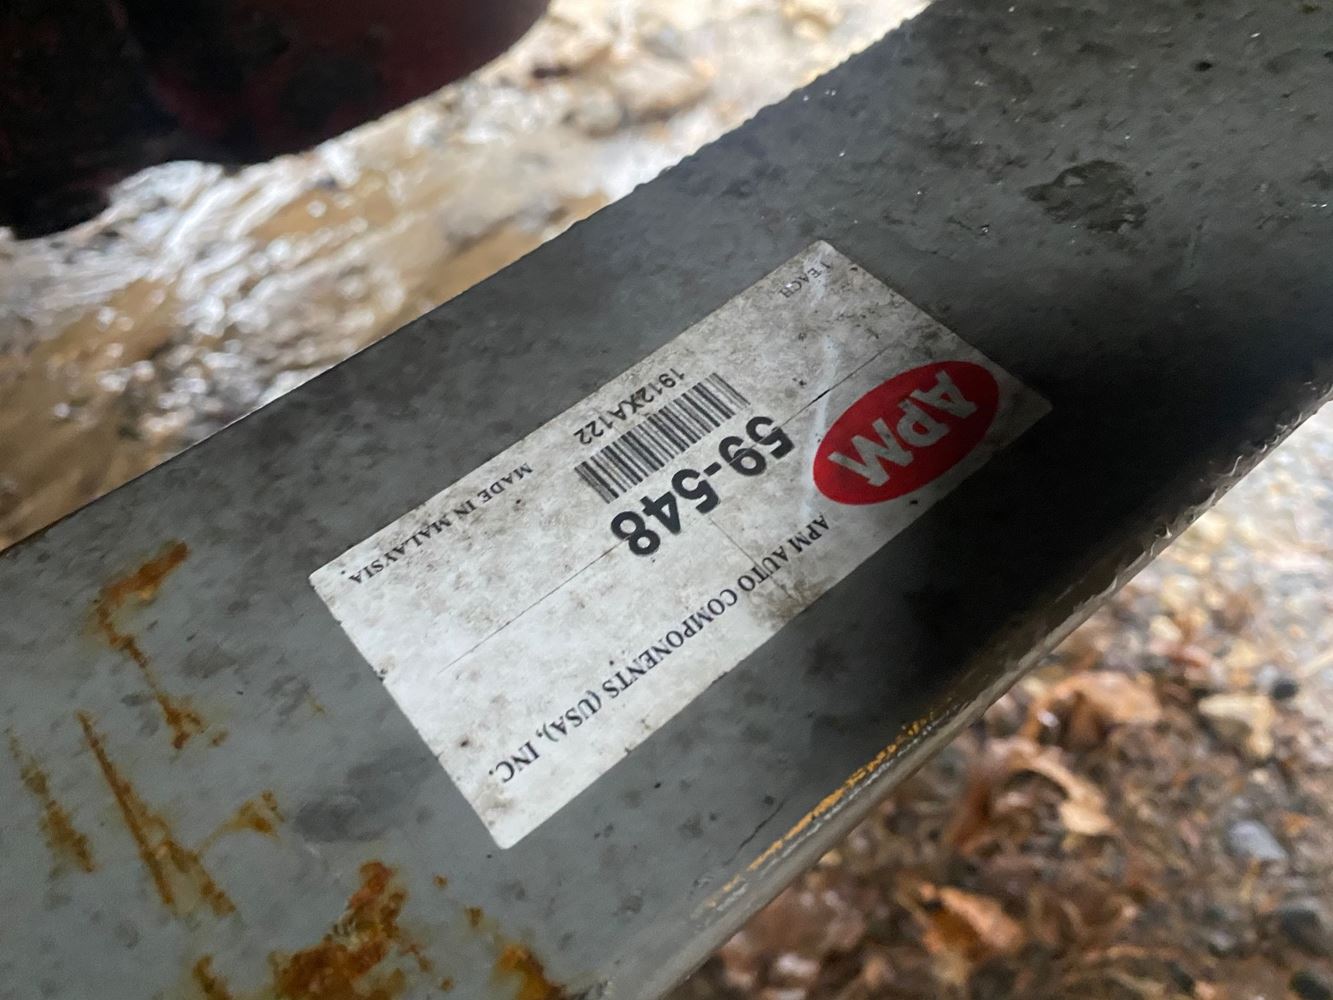 APM
APM AUTO COMPONENTS (USA), INC.
59-548
1912XA122
1 EACH
MADE IN MALAYSIA